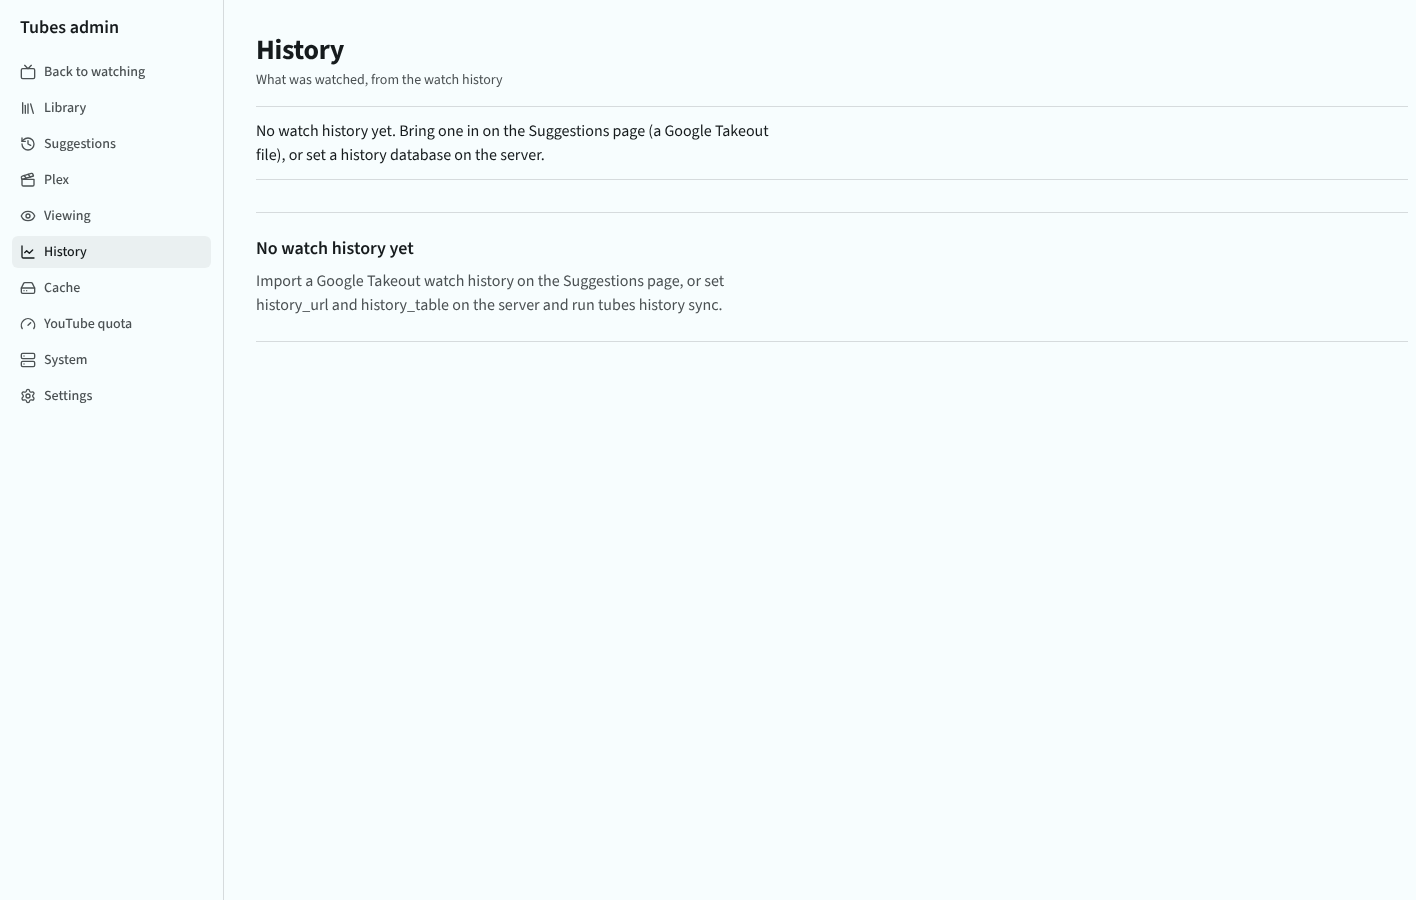 Tubes admin
Back to watching
Library
Suggestions
Plex
Viewing
History
Cache
YouTube quota
System
Settings
History
What was watched, from the watch history
No watch history yet. Bring one in on the Suggestions page (a Google Takeout
file), or set a history database on the server.
No watch history yet
Import a Google Takeout watch history on the Suggestions page, or set
history_url and history_table on the server and run tubes history sync.